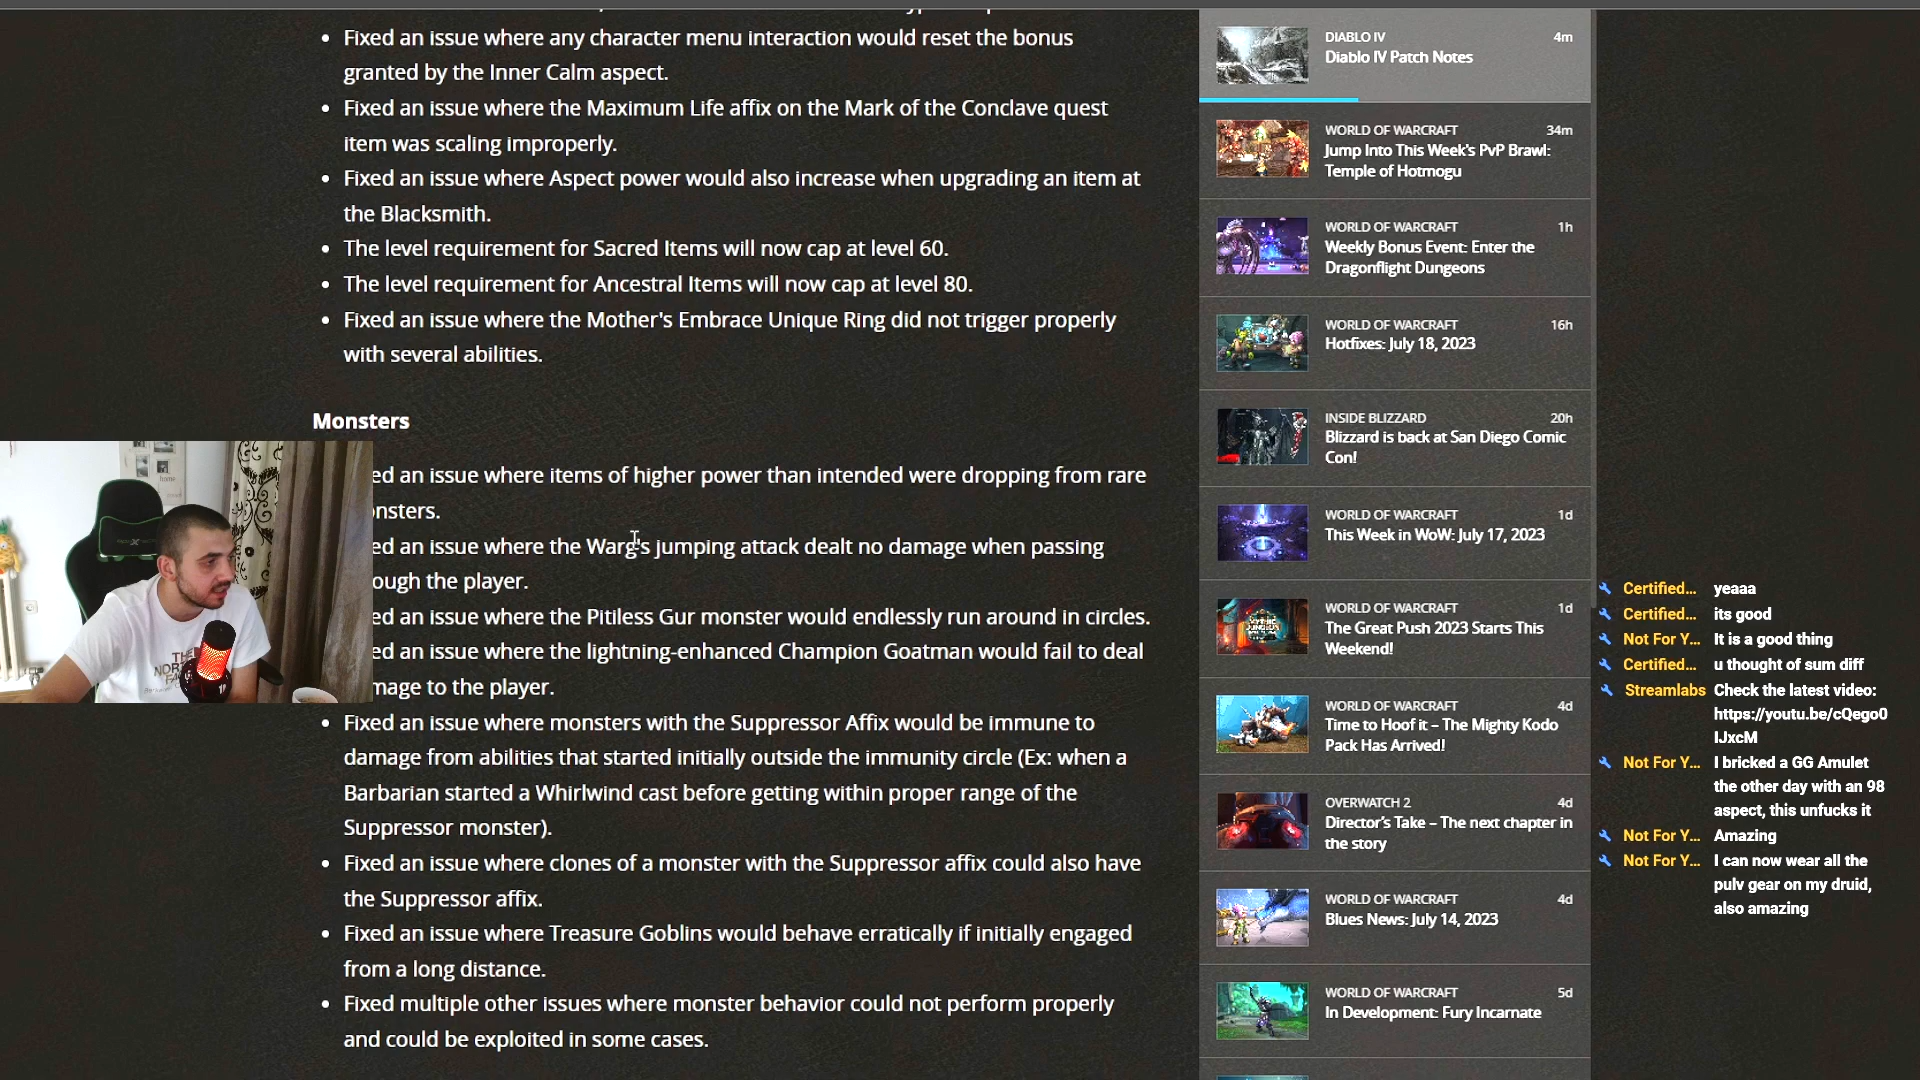 Fixed an issue where any character menu interaction would reset the bonus
granted by the Inner Calm aspect.
Fixed an issue where the Maximum Life affix on the Mark of the Conclave quest
item was scaling improperly.
Fixed an issue where Aspect power would also increase when upgrading an item at
the Blacksmith.
The level requirement for Sacred Items will now cap at level 60.
The level requirement for Ancestral Items will now cap at level 80.
Fixed an issue where the Mother's Embrace Unique Ring did not trigger properly
with several abilities.
Monsters
ed an issue where items of higher power than intended were dropping from rare
onsters.
ed an issue where the Warg's jumping attack dealt no damage when passing
ough the player.
ed an issue where the Pitiless Gur monster would endlessly run around in circles.
ed an issue where the lightning-enhanced Champion Goatman would fail to deal
mage to the player.
Fixed an issue where monsters with the Suppressor Affix would be immune to
damage from abilities that started initially outside the immunity circle (Ex: when a
Barbarian started a Whirlwind cast before getting within proper range of the
Suppressor monster).
Fixed an issue where clones of a monster with the Suppressor affix could also have
the Suppressor affix.
Fixed an issue where Treasure Goblins would behave erratically if initially engaged
from a long distance.
Fixed multiple other issues where monster behavior could not perform properly
and could be exploited in some cases.
THE
NOR
DIABLO IV 4m
Diablo IV Patch Notes
WORLD OF WARCRAFT 34m
Jump Into This Week's PvP Brawl:
Temple of Hotmogu
WORLD OF WARCRAFT 1h
Weekly Bonus Event: Enter the
Dragonflight Dungeons
WORLD OF WARCRAFT 16h
Hotfixes: July 18, 2023
INSIDE BLIZZARD 20h
Blizzard is back at San Diego Comic
Con!
WORLD OF WARCRAFT 1d
This Week in WoW: July 17, 2023
WORLD OF WARCRAFT 1d
The Great Push 2023 Starts This
Weekend!
WORLD OF WARCRAFT 4d
Time to Hoof it – The Mighty Kodo
Pack Has Arrived!
OVERWATCH 2 4d
Director's Take – The next chapter in
the story
WORLD OF WARCRAFT 4d
Blues News: July 14, 2023
WORLD OF WARCRAFT 5d
In Development: Fury Incarnate
Certified... yeaaa
Certified... its good
Not For Y... It is a good thing
Certified... u thought of sum diff
Streamlabs Check the latest video:
https://youtu.be/cQego0
IJxcM
Not For Y... I bricked a GG Amulet
the other day with an 98
aspect, this unfucks it
Not For Y... Amazing
Not For Y... I can now wear all the
pulv gear on my druid,
also amazing